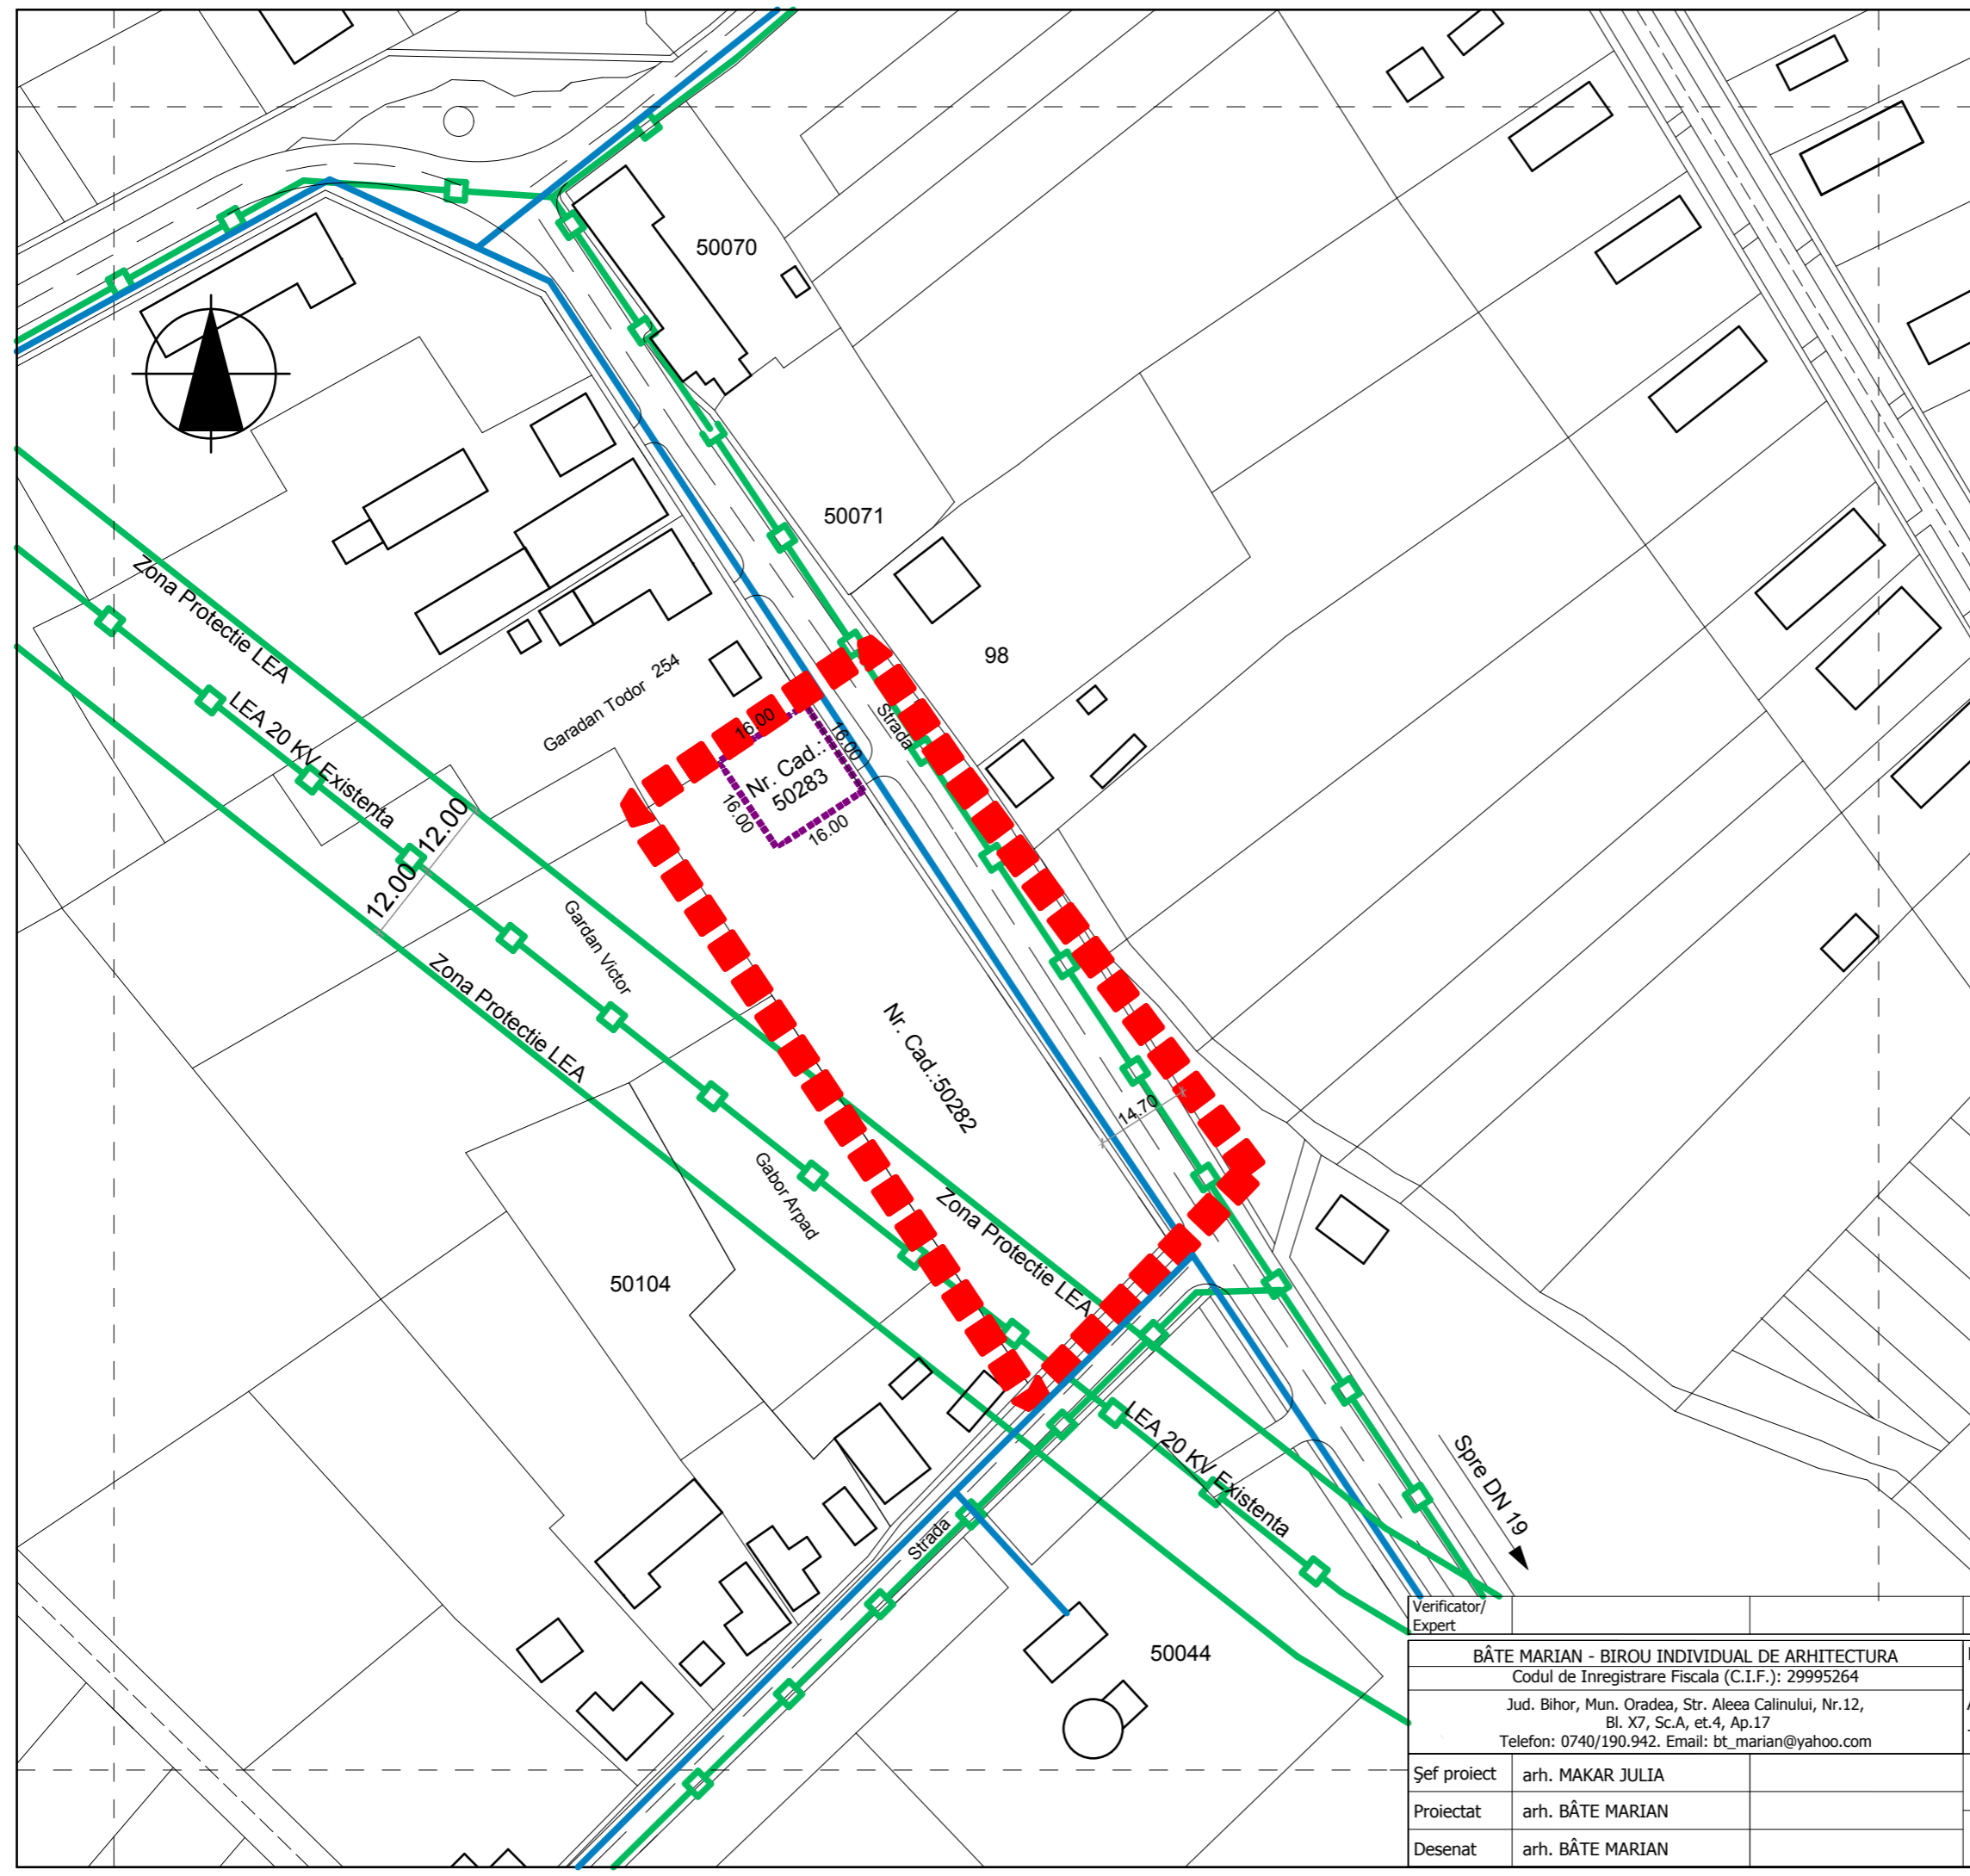 50070
50071
Zona Protectie LEA
98
Garadan Todor 254
LEA 20 KV Existenta
Strada
16.00
16.00
Nr. Cad.:
50283
16.00
16.00
12.00
12.00
Gardan Victor
Zona Protectie LEA
Nr. Cad.:50282
14.70
Gabor Arpad
Zona Protectie LEA
50104
LEA 20 KV Existenta
Spre DN 19
Strada
50044
Verificator/
Expert
BÂTE MARIAN - BIROU INDIVIDUAL DE ARHITECTURA
Codul de Inregistrare Fiscala (C.I.F.): 29995264
Jud. Bihor, Mun. Oradea, Str. Aleea Calinului, Nr.12,
Bl. X7, Sc.A, et.4, Ap.17
Telefon: 0740/190.942. Email: bt_marian@yahoo.com
Şef proiect arh. MAKAR JULIA
Proiectat arh. BÂTE MARIAN
Desenat arh. BÂTE MARIAN